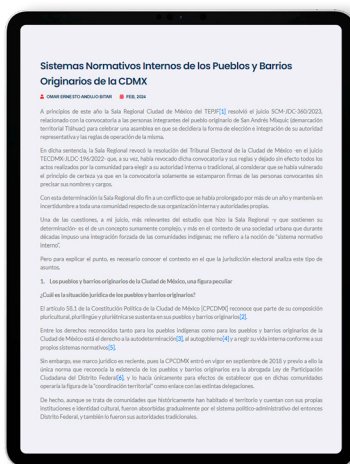 Sistemas Normativos Internos de los Pueblos y Barrios
Originarios de la CDMX
OMAR ERNESTO ANDUJO BITAR FEB, 2024
A principios de este año la Sala Regional Ciudad de México del TEPJF[1] resolvió el juicio SCM-JDC-360/2023,
relacionado con la convocatoria a las personas integrantes del pueblo originario de San Andrés Mixquic (demarcación
territorial Tláhuac) para celebrar una asamblea en que se decidiera la forma de elección e integración de su autoridad
representativa y las reglas de operación de la misma.
En dicha sentencia, la Sala Regional revocó la resolución del Tribunal Electoral de la Ciudad de México -en el juicio
TECDMX-JLDC-196/2022- que, a su vez, había revocado dicha convocatoria y sus reglas y dejado sin efecto todos los
actos realizados por la comunidad para elegir a su autoridad interna o tradicional, al considerar que se había vulnerado
el principio de certeza ya que en la convocatoria solamente se estamparon firmas de las personas convocantes sin
precisar sus nombres y cargos.
Con esta determinación la Sala Regional dio fin a un conflicto que se había prolongado por más de un año y mantenía en
incertidumbre a toda una comunidad respecto de sus organización interna y autoridades propias.
Una de las cuestiones, a mi juicio, más relevantes del estudio que hizo la Sala Regional -y que sostienen su
determinación- es el de un concepto sumamente complejo, y más en el contexto de una sociedad urbana que durante
décadas impuso una integración forzada de las comunidades indígenas; me refiero a la noción de "sistema normativo
interno".
Pero para explicar el punto, es necesario conocer el contexto en el que la jurisdicción electoral analiza este tipo de
asuntos.
1. Los pueblos y barrios originarios de la Ciudad de México, una figura peculiar
¿Cuál es la situación jurídica de los pueblos y barrios originarios?
El artículo 58.1 de la Constitución Política de la Ciudad de México [CPCDMX] reconoce que parte de su composición
pluricultural, plurilingüe y pluriétnica se sustenta en sus pueblos y barrios originarios[2].
Entre los derechos reconocidos tanto para los pueblos indígenas como para los pueblos y barrios originarios de la
Ciudad de México está el derecho a la autodeterminación[3], al autogobierno[4] y a regir su vida interna conforme a sus
propios sistemas normativos[5].
Sin embargo, ese marco jurídico es reciente, pues la CPCDMX entró en vigor en septiembre de 2018 y previo a ello la
única norma que reconocía la existencia de los pueblos y barrios originarios era la abrogada Ley de Participación
Ciudadana del Distrito Federal[6], y lo hacía únicamente para efectos de establecer que en dichas comunidades
operaría la figura de la "coordinación territorial" como enlace con las extintas delegaciones.
De hecho, aunque se trata de comunidades que históricamente han habitado el territorio y cuentan con sus propias
instituciones e identidad cultural, fueron absorbidas gradualmente por el sistema político-administrativo del entonces
Distrito Federal, y también lo fueron sus autoridades tradicionales.